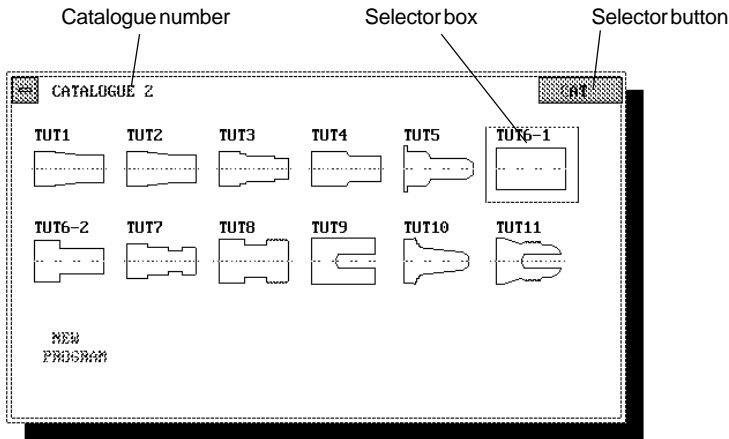 Catalogue number Selector box Selector button
CATALOGUE 2 CAT
TUT1 TUT2 TUT3 TUT4 TUT5 TUT6-1
TUT6-2 TUT7 TUT8 TUT9 TUT10 TUT11
NEW
PROGRAM